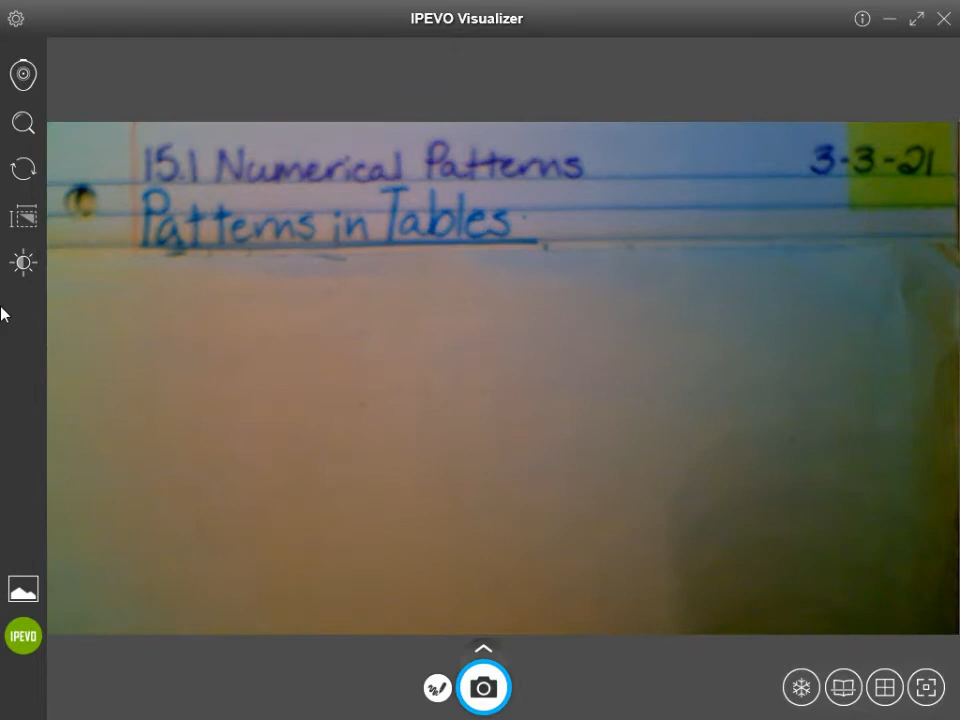 IPEVO Visualizer
15.1 Numerical Patterns 3-3-21
Patterns in Tables
IPEVO